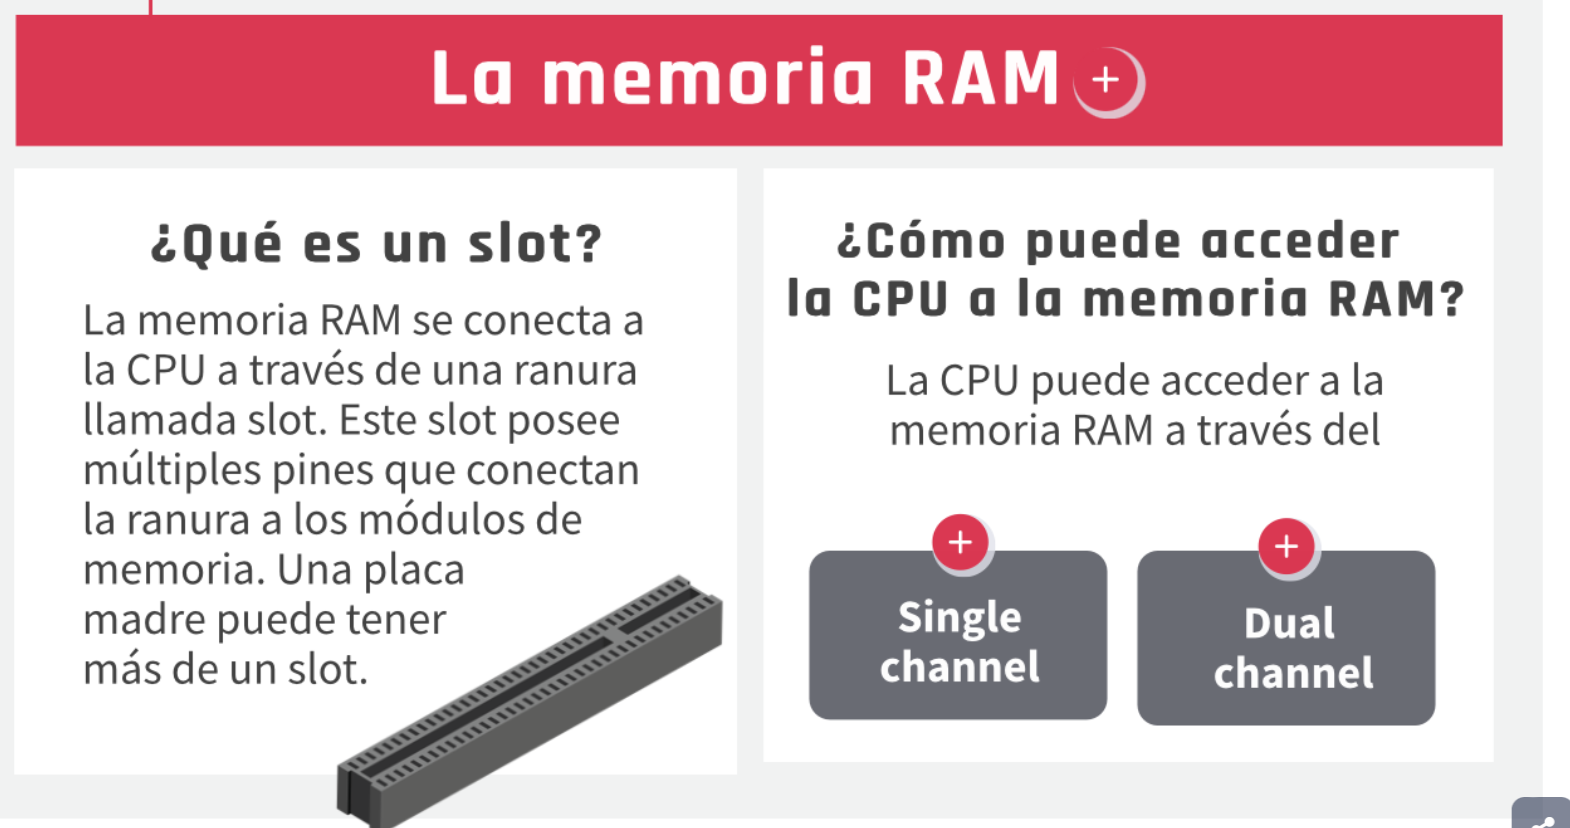 La memoria RAM +
¿Qué es un slot?
La memoria RAM se conecta a
la CPU a través de una ranura
llamada slot. Este slot posee
múltiples pines que conectan
la ranura a los módulos de
memoria. Una placa
madre puede tener
más de un slot.
¿Cómo puede acceder
la CPU a la memoria RAM?
La CPU puede acceder a la
memoria RAM a través del
+
Single
channel
+
Dual
channel